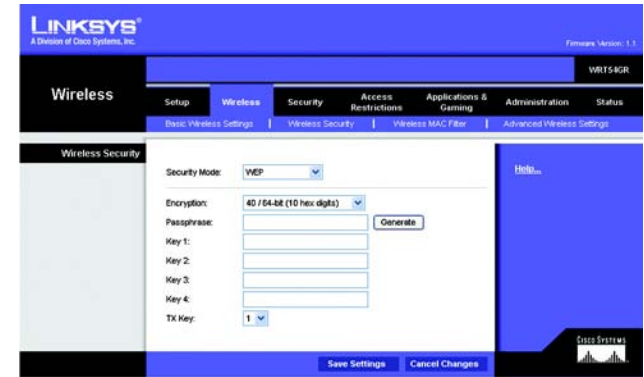 LINKSYS®
A Division of Cisco Systems, Inc.
Firmware Version: 1.1
WRT54GR
Wireless
Setup Wireless Security Access Restrictions Applications & Gaming Administration Status
Basic Wireless Settings | Wireless Security | Wireless MAC Filter | Advanced Wireless Settings
Wireless Security
Security Mode: WEP
Help...
Encryption: 40 / 64-bit (10 hex digits)
Passphrase: Generate
Key 1:
Key 2:
Key 3:
Key 4:
TX Key: 1
Save Settings Cancel Changes
CISCO SYSTEMS